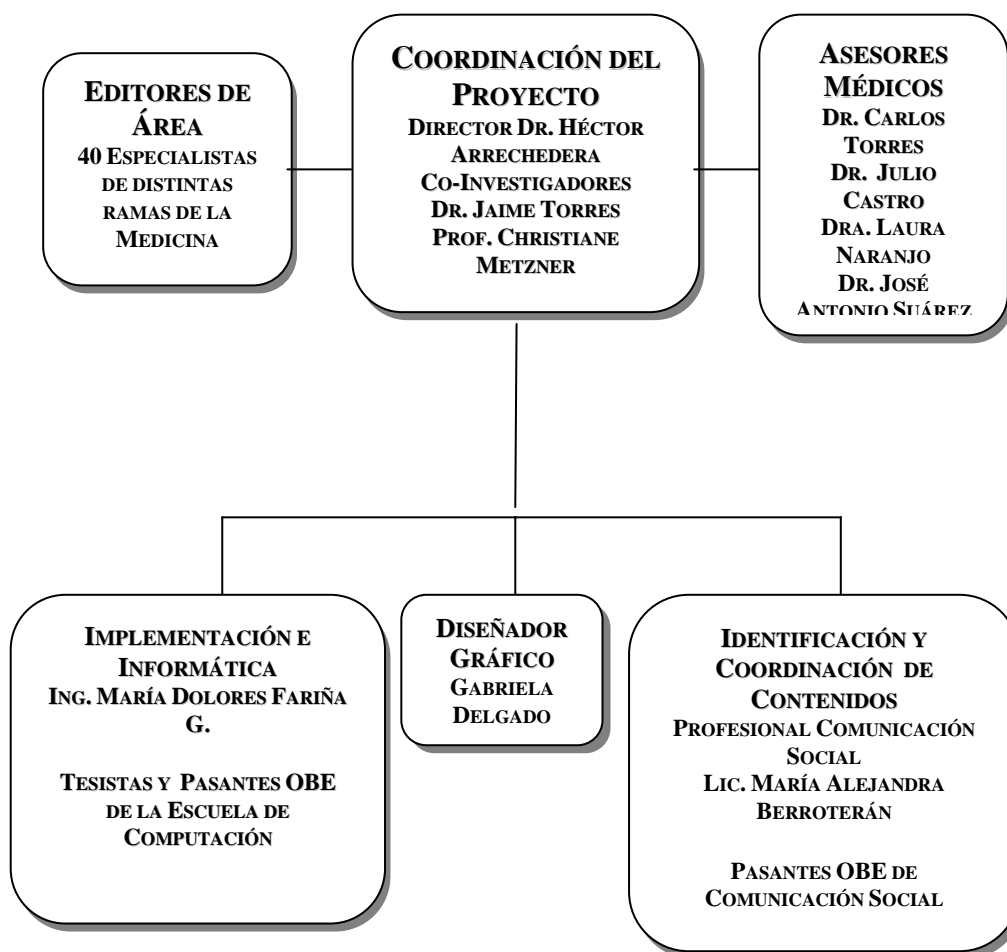 EDITORES DE
ÁREA
40 ESPECIALISTAS
DE DISTINTAS
RAMAS DE LA
MEDICINA
COORDINACIÓN DEL
PROYECTO
DIRECTOR DR. HÉCTOR
ARRECHEDERA
CO-INVESTIGADORES
DR. JAIME TORRES
PROF. CHRISTIANE
METZNER
ASESORES
MÉDICOS
DR. CARLOS
TORRES
DR. JULIO
CASTRO
DRA. LAURA
NARANJO
DR. JOSÉ
ANTONIO SUÁREZ
IMPLEMENTACIÓN E
INFORMÁTICA
ING. MARÍA DOLORES FARIÑA
G.
TESISTAS Y PASANTES OBE
DE LA ESCUELA DE
COMPUTACIÓN
DISEÑADOR
GRÁFICO
GABRIELA
DELGADO
IDENTIFICACIÓN Y
COORDINACIÓN DE
CONTENIDOS
PROFESIONAL COMUNICACIÓN
SOCIAL
LIC. MARÍA ALEJANDRA
BERROTERÁN
PASANTES OBE DE
COMUNICACIÓN SOCIAL